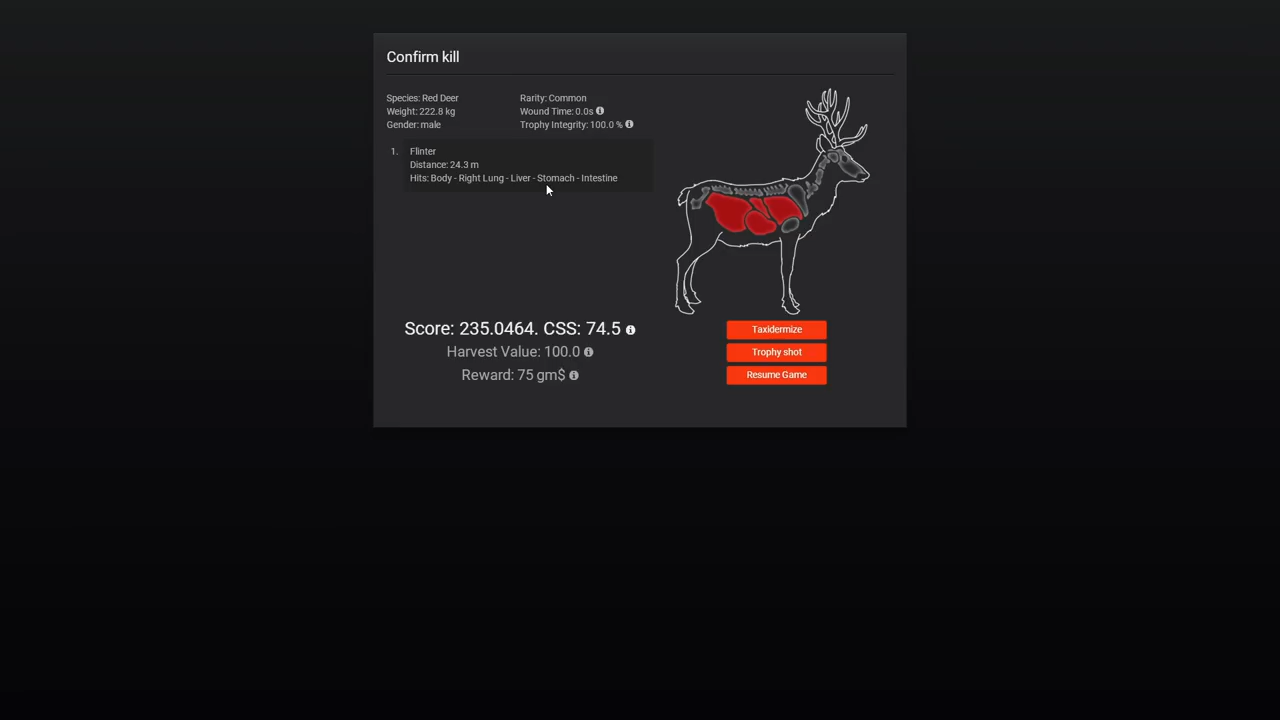 Confirm kill
Species: Red Deer
Weight: 222.8 kg
Gender: male
Rarity: Common
Wound Time: 0.0s
Trophy Integrity: 100.0 %
1. Flinter
Distance: 24.3 m
Hits: Body - Right Lung - Liver - Stomach - Intestine
Score: 235.0464. CSS: 74.5
Harvest Value: 100.0
Reward: 75 gm$
Taxidermize
Trophy shot
Resume Game